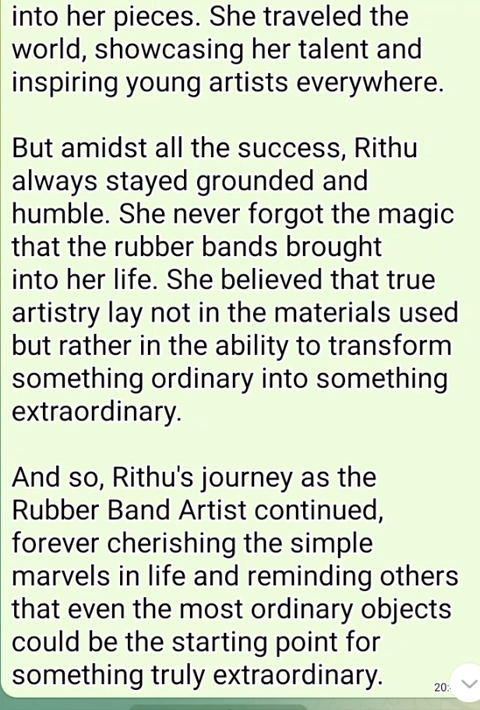 into her pieces. She traveled the
world, showcasing her talent and
inspiring young artists everywhere.
But amidst all the success, Rithu
always stayed grounded and
humble. She never forgot the magic
that the rubber bands brought
into her life. She believed that true
artistry lay not in the materials used
but rather in the ability to transform
something ordinary into something
extraordinary.
And so, Rithu's journey as the
Rubber Band Artist continued,
forever cherishing the simple
marvels in life and reminding others
that even the most ordinary objects
could be the starting point for
something truly extraordinary.